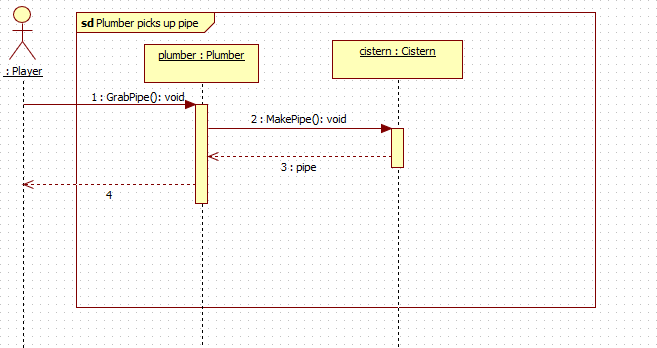 sd Plumber picks up pipe
plumber : Plumber
cistern : Cistern
: Player
1 : GrabPipe(): void
2 : MakePipe(): void
3 : pipe
4